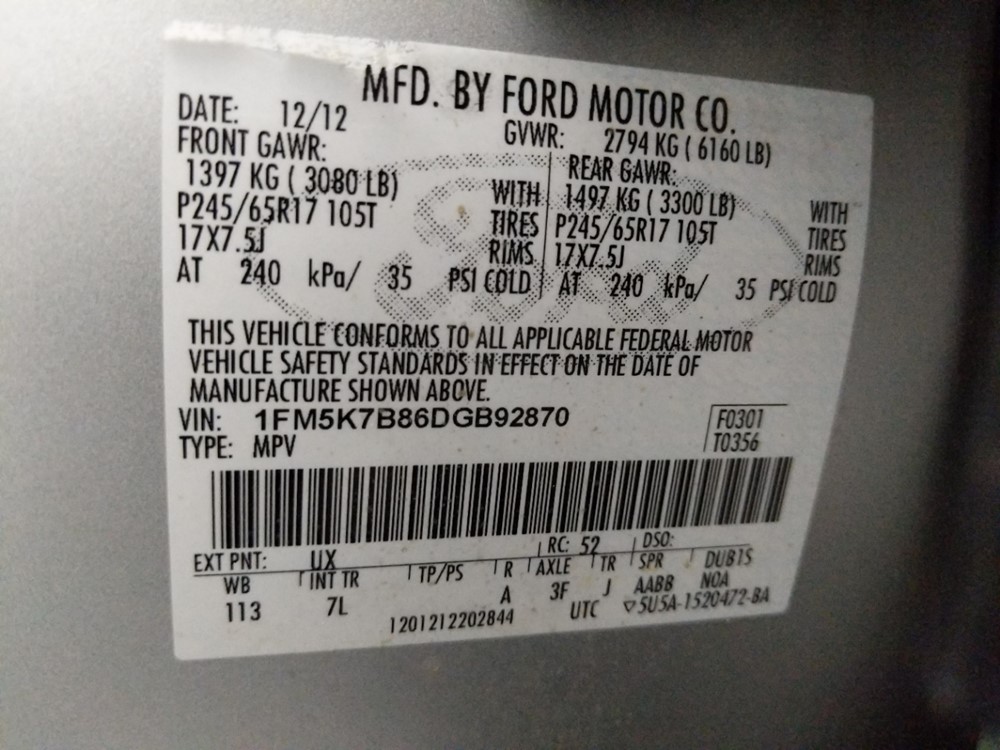 MFD. BY FORD MOTOR CO.
DATE: 12/12 GVWR: 2794 KG ( 6160 LB)
FRONT GAWR: REAR GAWR:
1397 KG ( 3080 LB) WITH 1497 KG ( 3300 LB) WITH
P245/65R17 105T TIRES P245/65R17 105T TIRES
17X7.5J RIMS 17X7.5J RIMS
AT 240 kPa/ 35 PSI COLD AT 240 kPa/ 35 PSI COLD
THIS VEHICLE CONFORMS TO ALL APPLICABLE FEDERAL MOTOR
VEHICLE SAFETY STANDARDS IN EFFECT ON THE DATE OF
MANUFACTURE SHOWN ABOVE.
VIN: 1FM5K7B86DGB92870 F0301
TYPE: MPV T0356
EXT PNT: UX RC: 52 DSO:
WB INT TR TP/PS R AXLE TR SPR DUB1S
113 7L A 3F J AABB NOA
1201212202844 UTC ▽5U5A-1520472-BA